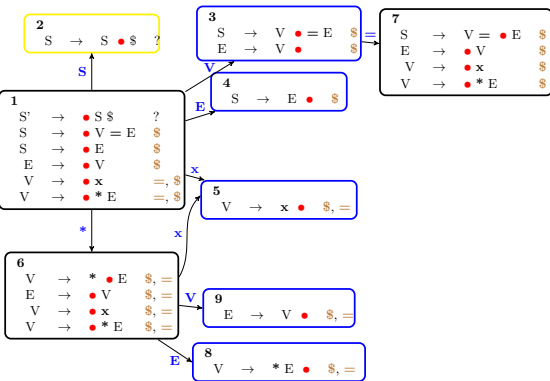 2
S → S • $ ?
3
S → V • = E $
E → V • $
=
7
S → V = • E $
E → • V $
V → • x $
V → • * E $
S
V
4
S → E • $
E
1
S' → • S $ ?
S → • V = E $
S → • E $
E → • V $
V → • x =, $
V → • * E =, $
x
5
V → x • $, =
*
x
6
V → * • E $, =
E → • V $, =
V → • x $, =
V → • * E $, =
V
9
E → V • $, =
E
8
V → * E • $, =